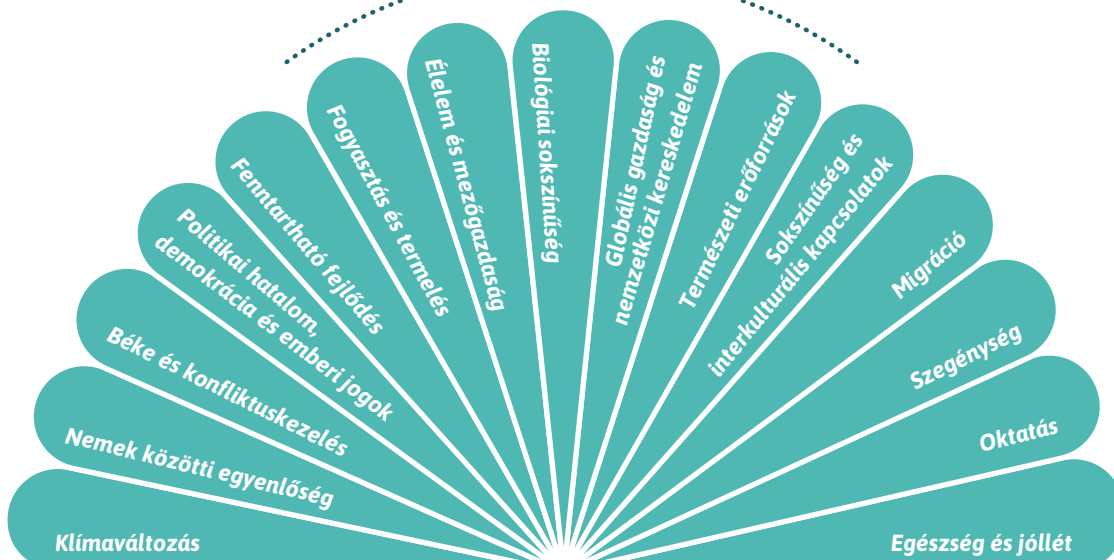 Klímaváltozás
Nemek közötti egyenlőség
Béke és konfliktuskezelés
Politikai hatalom,
demokrácia és emberi jogok
Fenntartható fejlődés
Fogyasztás és termelés
Élelem és mezőgazdaság
Biológiai sokszínűség
Globális gazdaság és
nemzetközi kereskedelem
Természeti erőforrások
Sokszínűség és
interkulturális kapcsolatok
Migráció
Szegénység
Oktatás
Egészség és jóllét